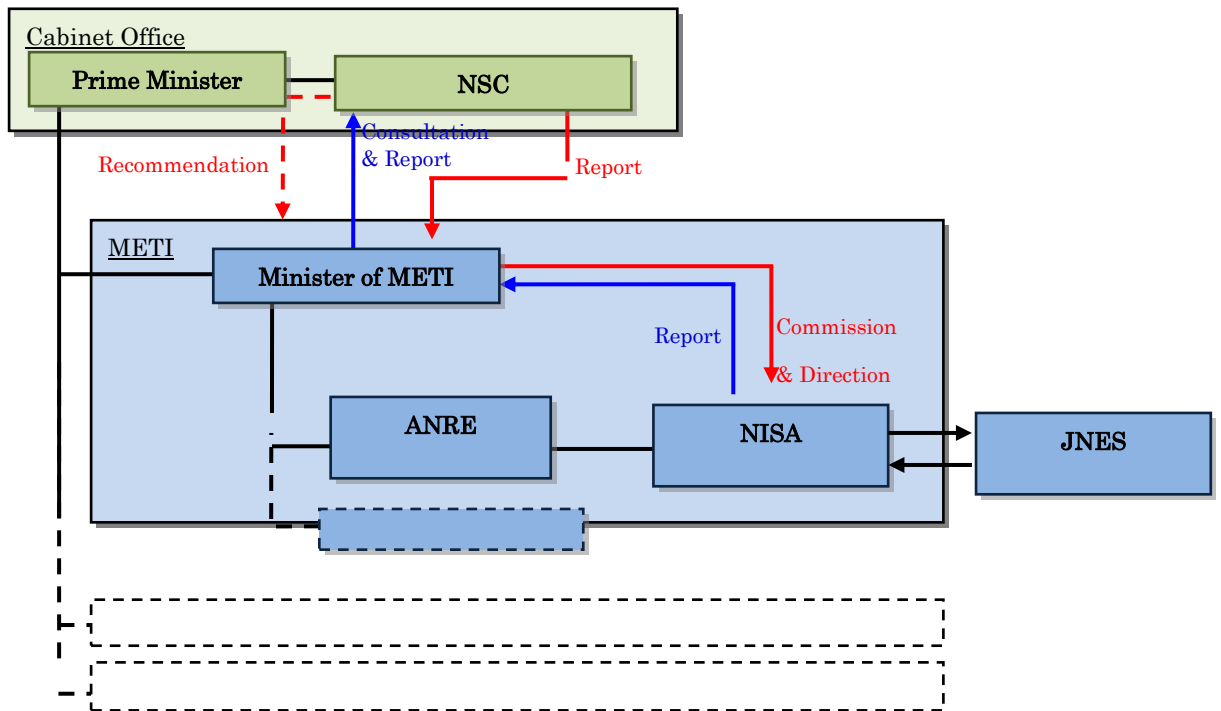 Cabinet Office
Prime Minister
NSC
Consultation
& Report
Recommendation
Report
METI
Minister of METI
Report
Commission
& Direction
ANRE
NISA
JNES